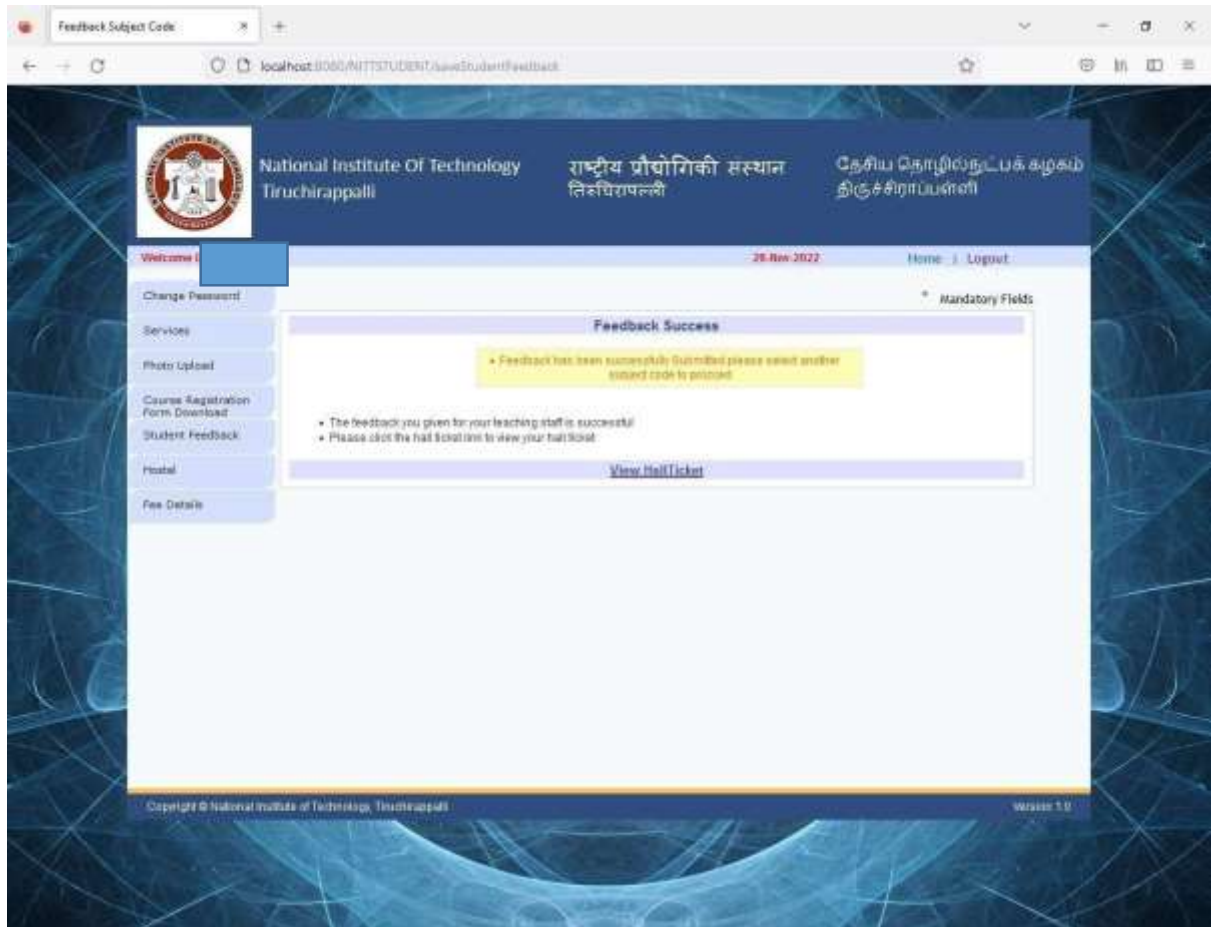 Feedback Subject Code
localhost:8080/NITTSTUDENT/saveStudentFeedback
National Institute Of Technology
Tiruchirappalli
राष्ट्रीय प्रौद्योगिकी संस्थान
तिरुचिरापल्ली
தேசிய தொழில்நுட்பக் கழகம்
திருச்சிராப்பள்ளி
Welcome
28-Nov-2022
Home | Logout
Change Password
Services
Photo Upload
Course Registration
Form Download
Student Feedback
Hostel
Fee Details
* Mandatory Fields
Feedback Success
• Feedback has been successfully Submitted please select another
subject code to proceed
• The feedback you given for your teaching staff is successful
• Please click the hall ticket link to view your hall ticket
View HallTicket
Copyright © National Institute of Technology, Tiruchirappalli
Version 1.0